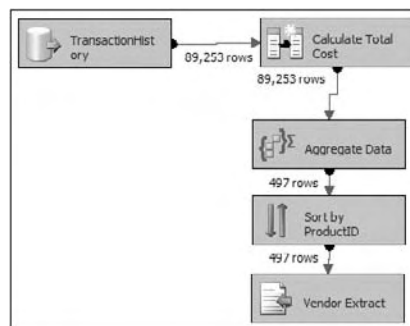 TransactionHist
ory
89,253 rows
Calculate Total
Cost
89,253 rows
Aggregate Data
497 rows
Sort by
ProductID
497 rows
Vendor Extract